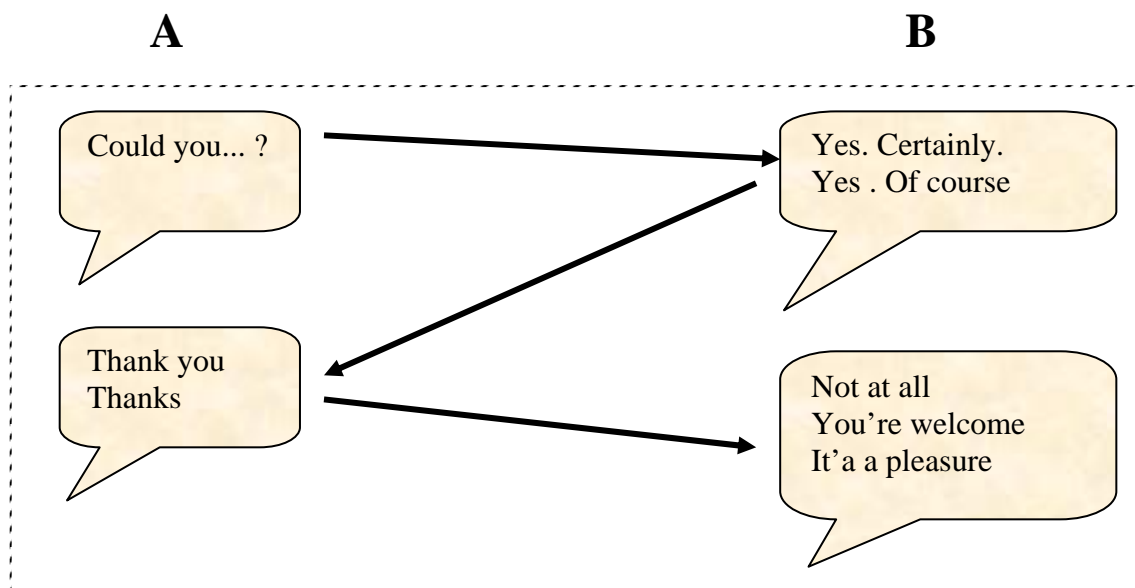 A
B
Could you... ?
Yes. Certainly.
Yes . Of course
Thank you
Thanks
Not at all
You’re welcome
It’a a pleasure